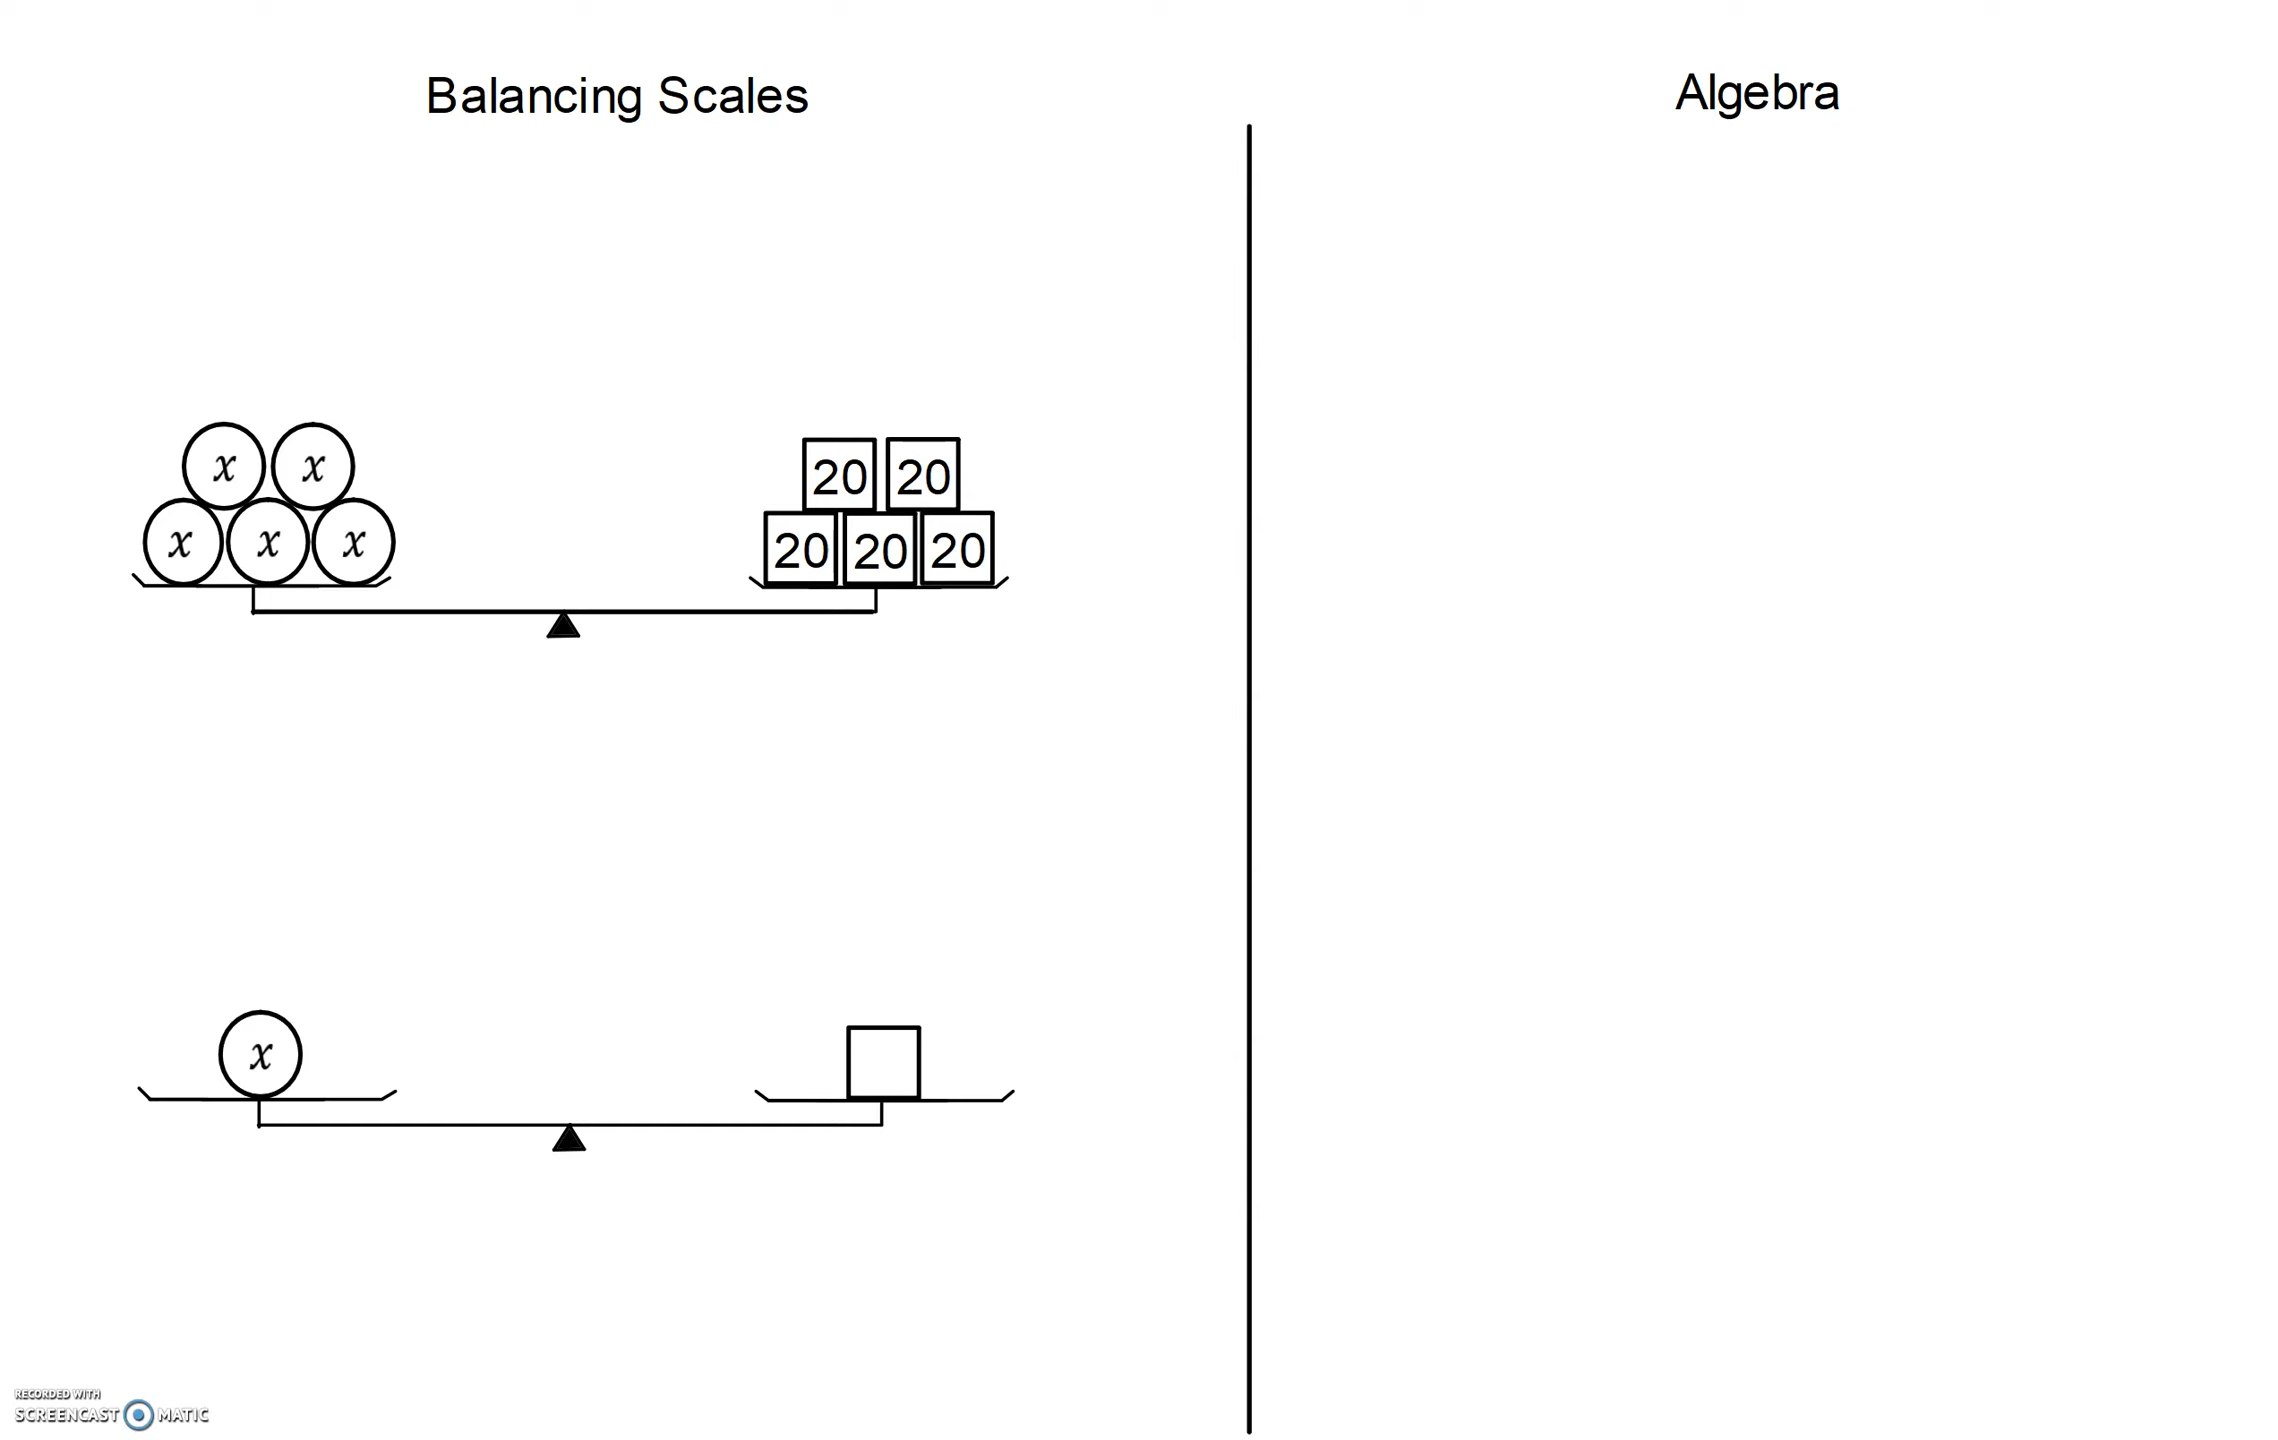 Balancing Scales
Algebra
x x
20 20
x x x
20 20 20
x
RECORDED WITH
SCREENCAST MATIC